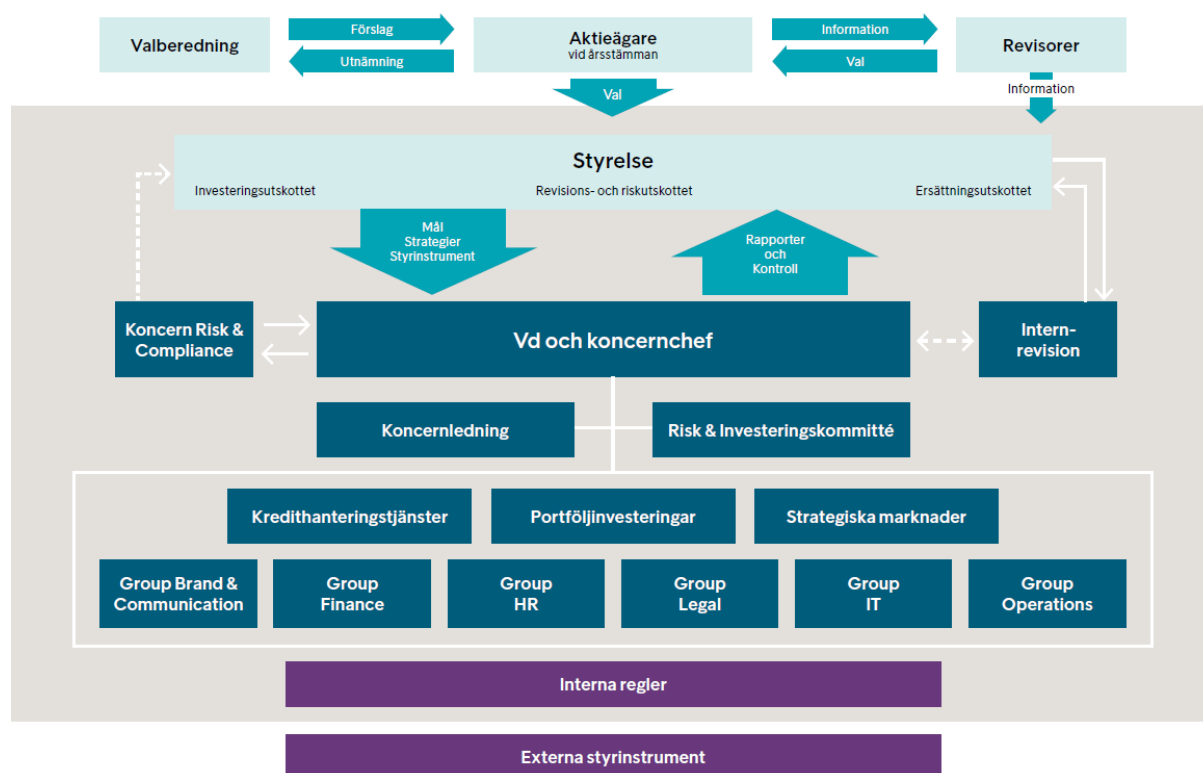 Valberedning
Förslag
Utnämning
Aktieägare
vid årsstämman
Information
Val
Revisorer
Val
Information
Styrelse
Investeringsutskottet
Revisions- och riskutskottet
Ersättningsutskottet
Mål
Strategier
Styrinstrument
Rapporter
och
Kontroll
Koncern Risk &
Compliance
Vd och koncernchef
Intern-
revision
Koncernledning
Risk & Investeringskommitté
Kredithanteringstjänster
Portföljinvesteringar
Strategiska marknader
Group Brand &
Communication
Group
Finance
Group
HR
Group
Legal
Group
IT
Group
Operations
Interna regler
Externa styrinstrument